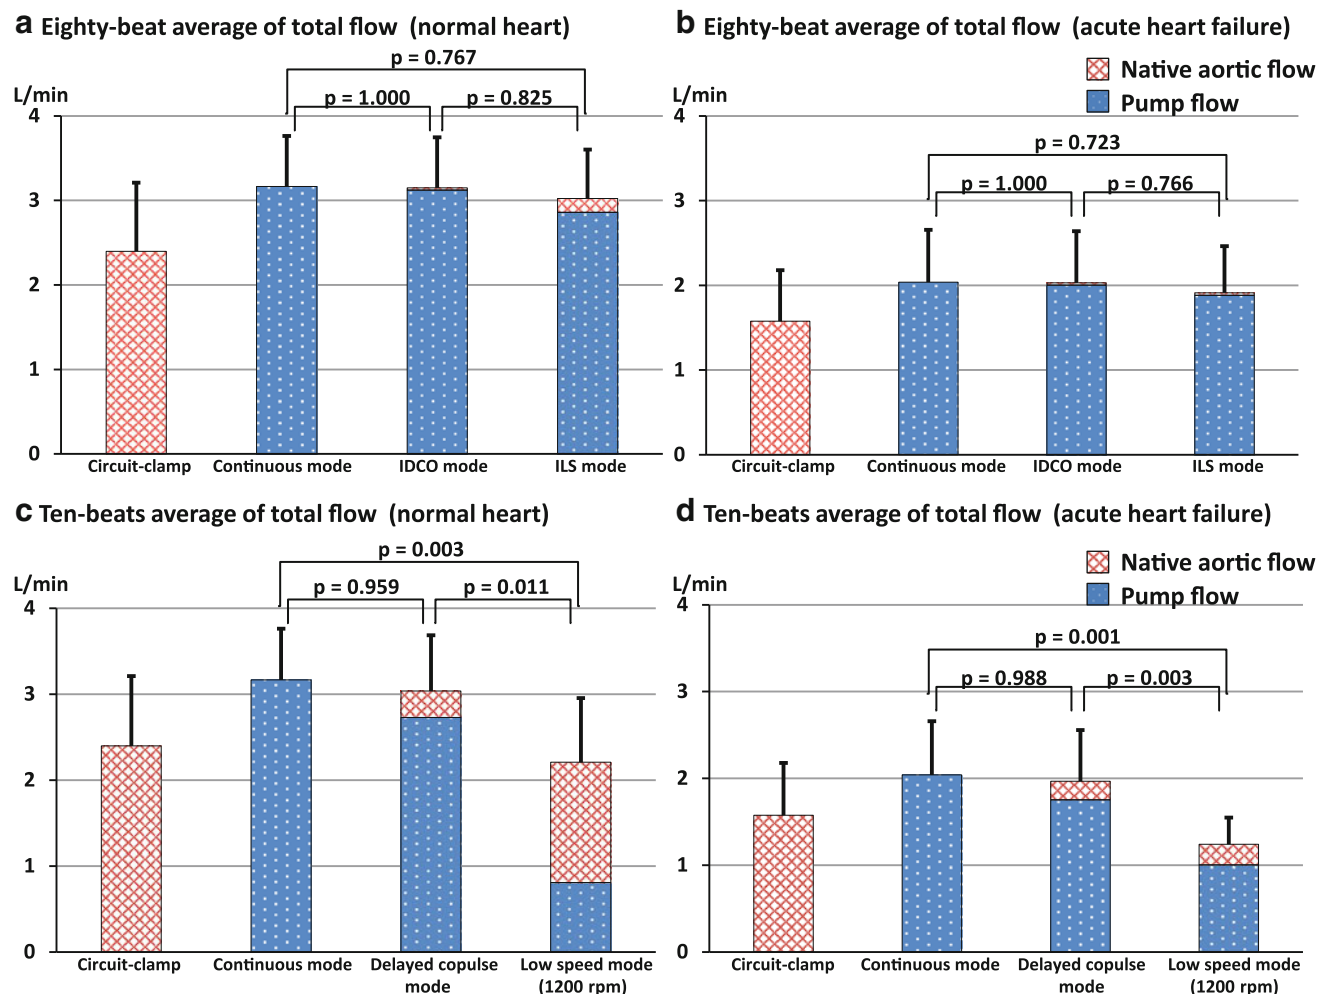 a Eighty-beat average of total flow (normal heart)
L/min
p = 0.767
p = 1.000
p = 0.825
4
3
2
1
0
Circuit-clamp
Continuous mode
IDCO mode
ILS mode
b Eighty-beat average of total flow (acute heart failure)
Native aortic flow
Pump flow
L/min
p = 0.723
p = 1.000
p = 0.766
4
3
2
1
0
Circuit-clamp
Continuous mode
IDCO mode
ILS mode
c Ten-beats average of total flow (normal heart)
L/min
p = 0.003
p = 0.959
p = 0.011
4
3
2
1
0
Circuit-clamp
Continuous mode
Delayed copulse
mode
Low speed mode
(1200 rpm)
d Ten-beats average of total flow (acute heart failure)
Native aortic flow
Pump flow
L/min
p = 0.001
p = 0.988
p = 0.003
4
3
2
1
0
Circuit-clamp
Continuous mode
Delayed copulse
mode
Low speed mode
(1200 rpm)